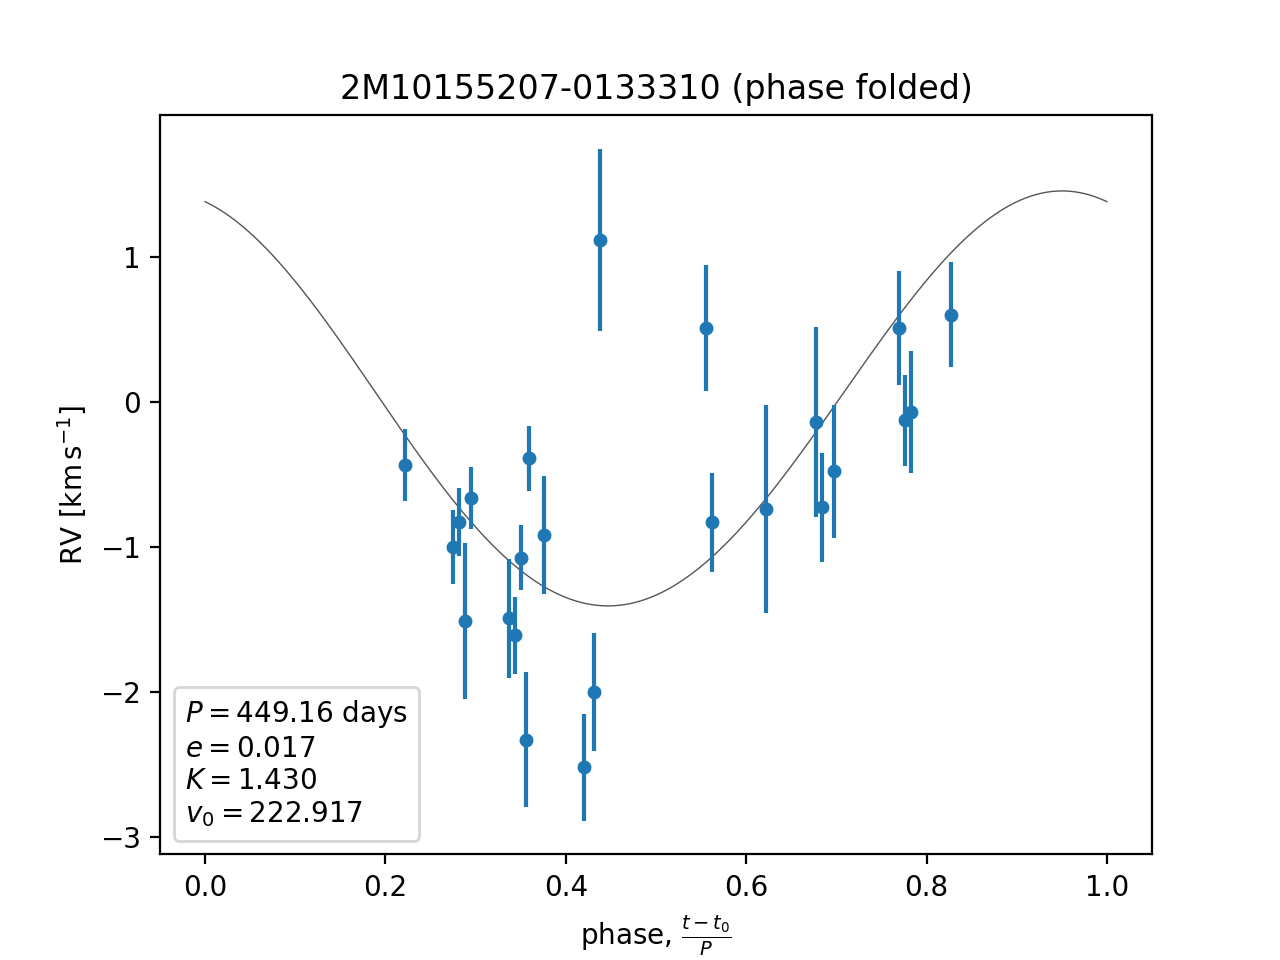 2M10155207-0133310 (phase folded)
RV [km s⁻¹]
1
0
−1
−2
−3
P = 449.16 days
e = 0.017
K = 1.430
v₀ = 222.917
0.0 0.2 0.4 0.6 0.8 1.0
phase, (t − t₀)/P